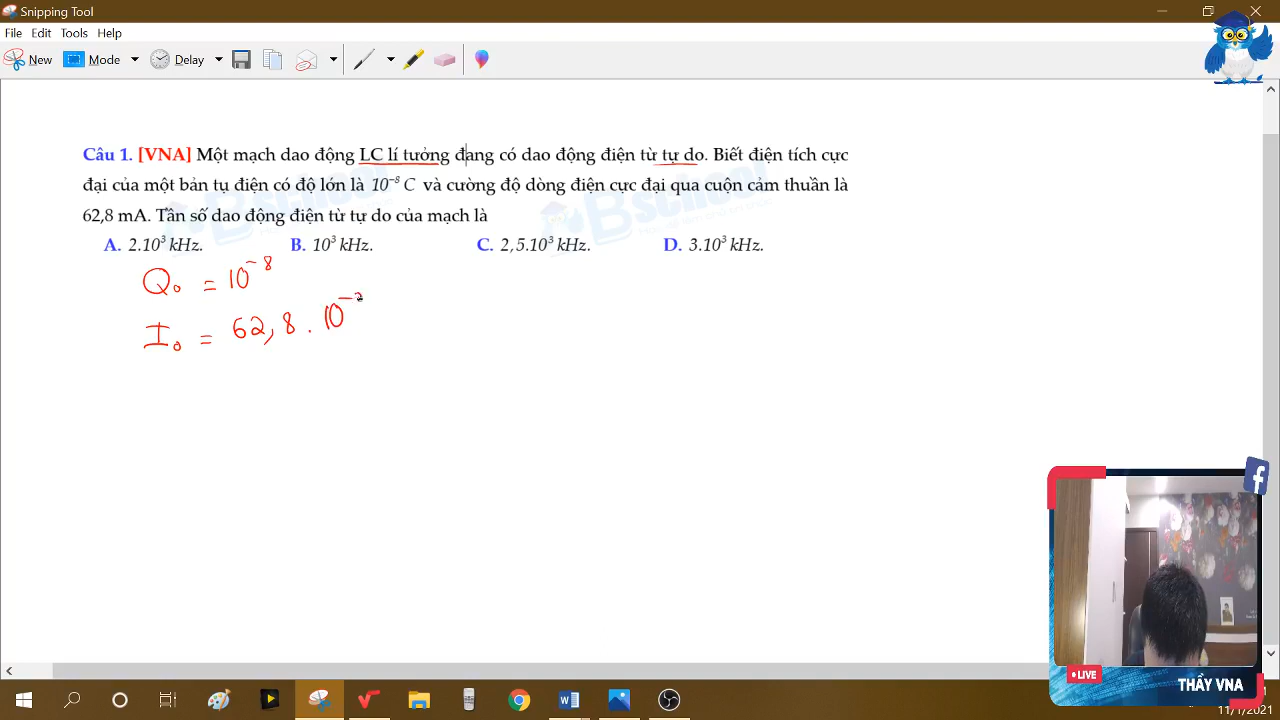 Snipping Tool
File Edit Tools Help
New Mode Delay
Câu 1. [VNA] Một mạch dao động LC lí tưởng đang có dao động điện từ tự do. Biết điện tích cực
đại của một bản tụ điện có độ lớn là 10⁻⁸ C và cường độ dòng điện cực đại qua cuộn cảm thuần là
62,8 mA. Tần số dao động điện từ tự do của mạch là
A. 2.10³ kHz. B. 10³ kHz. C. 2,5.10³ kHz. D. 3.10³ kHz.
Q₀ = 10⁻⁸
I₀ = 62,8 . 10⁻
Bschool
LIVE
THẦY VNA
11/1/2021